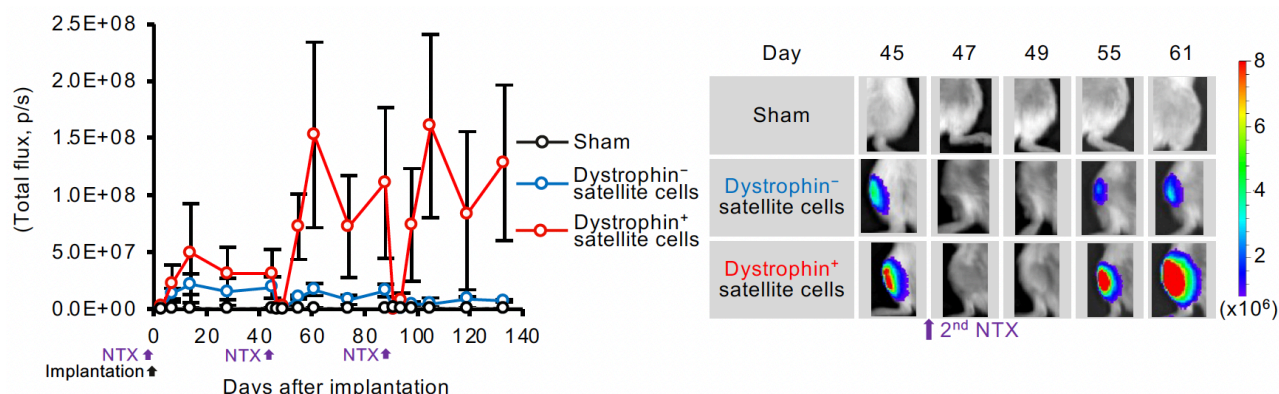 2.5E+08
2.0E+08
1.5E+08
1.0E+08
5.0E+07
0.0E+00
(Total flux, p/s)
0 20 40 60 80 100 120 140
NTX NTX NTX
Implantation
Days after implantation
Sham
Dystrophin⁻
satellite cells
Dystrophin⁺
satellite cells
Day 45 47 49 55 61
Sham
Dystrophin⁻
satellite cells
Dystrophin⁺
satellite cells
2nd NTX
8
6
4
2
(x10⁶)